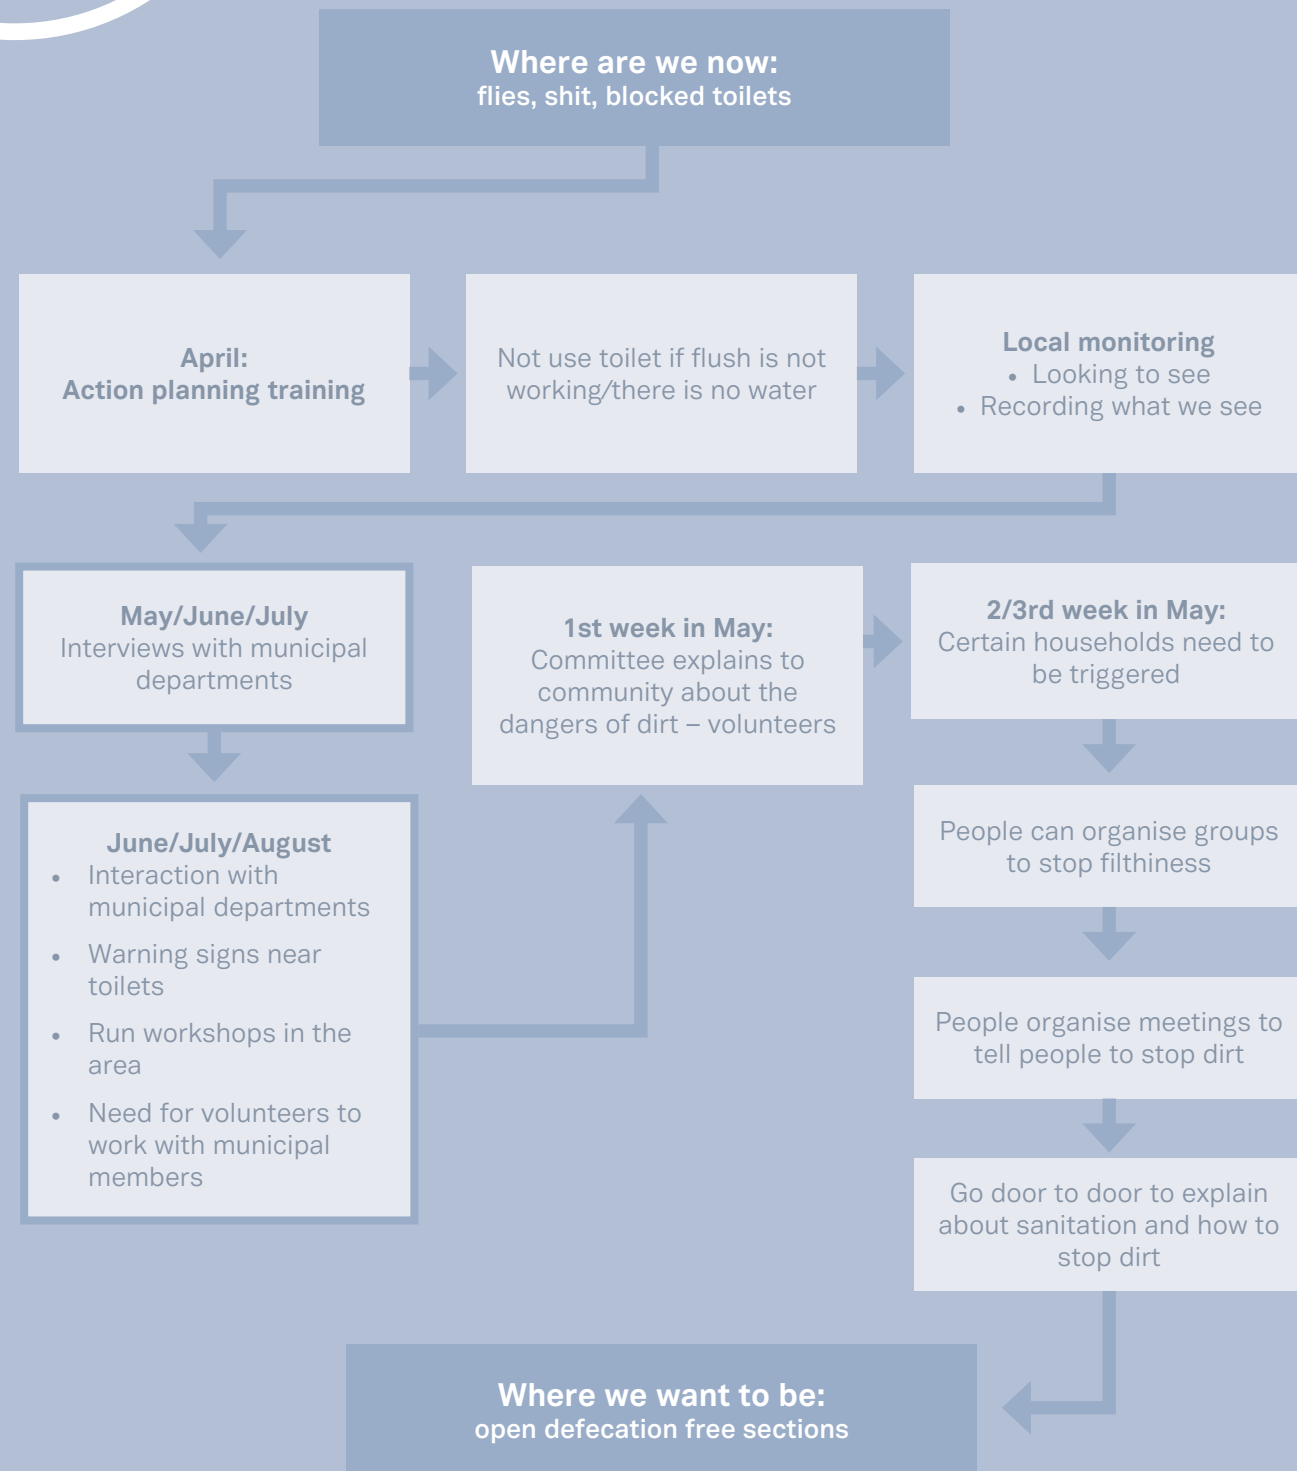 Where are we now:
flies, shit, blocked toilets
April:
Action planning training
Not use toilet if flush is not
working/there is no water
Local monitoring
• Looking to see
• Recording what we see
May/June/July
Interviews with municipal
departments
June/July/August
• Interaction with
municipal departments
• Warning signs near
toilets
• Run workshops in the
area
• Need for volunteers to
work with municipal
members
1st week in May:
Committee explains to
community about the
dangers of dirt – volunteers
2/3rd week in May:
Certain households need to
be triggered
People can organise groups
to stop filthiness
People organise meetings to
tell people to stop dirt
Go door to door to explain
about sanitation and how to
stop dirt
Where we want to be:
open defecation free sections